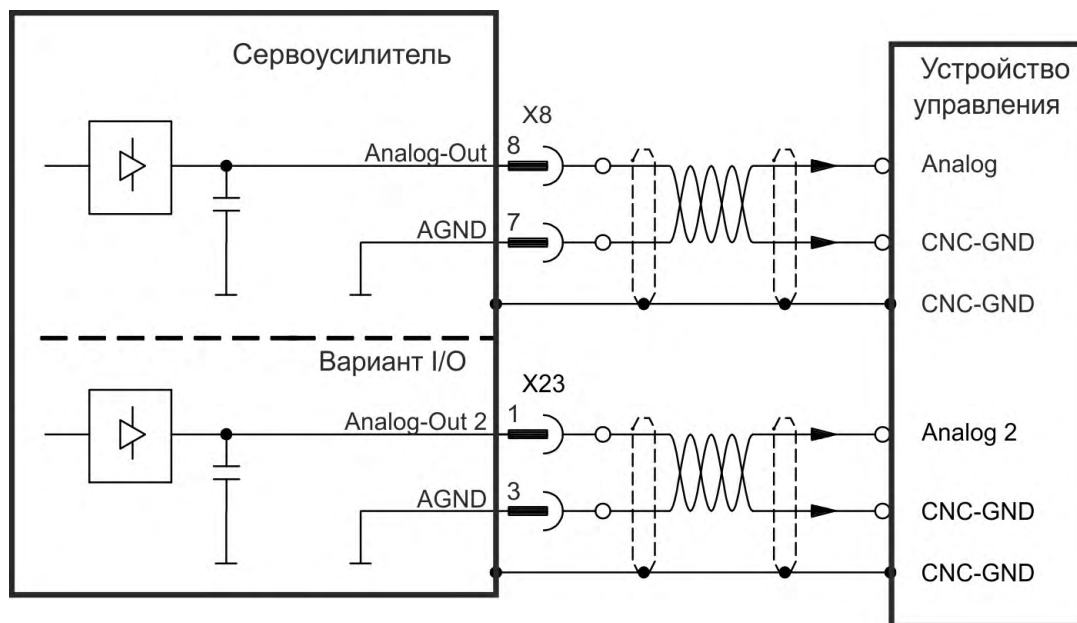 Сервоусилитель
Устройство
управления
X8
Analog-Out
8
Analog
AGND
7
CNC-GND
CNC-GND
Вариант I/O
X23
Analog-Out 2
1
Analog 2
AGND
3
CNC-GND
CNC-GND